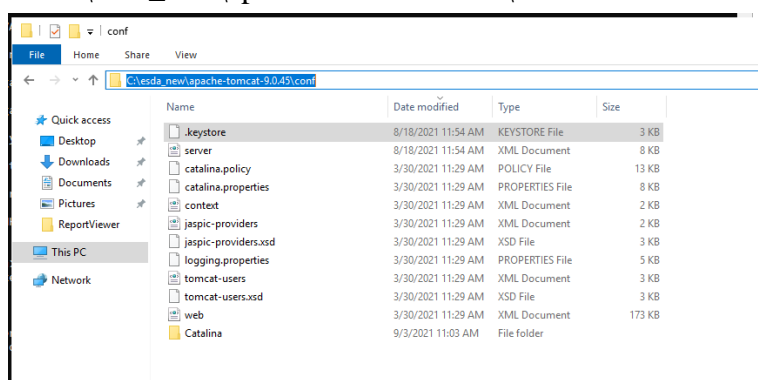 conf
File Home Share View
C:\esda_new\apache-tomcat-9.0.45\conf
Name Date modified Type Size
Quick access
Desktop
Downloads
Documents
Pictures
ReportViewer
This PC
Network
.keystore 8/18/2021 11:54 AM KEYSTORE File 3 KB
server 8/18/2021 11:54 AM XML Document 8 KB
catalina.policy 3/30/2021 11:29 AM POLICY File 13 KB
catalina.properties 3/30/2021 11:29 AM PROPERTIES File 8 KB
context 3/30/2021 11:29 AM XML Document 2 KB
jaspic-providers 3/30/2021 11:29 AM XML Document 2 KB
jaspic-providers.xsd 3/30/2021 11:29 AM XSD File 3 KB
logging.properties 3/30/2021 11:29 AM PROPERTIES File 5 KB
tomcat-users 3/30/2021 11:29 AM XML Document 3 KB
tomcat-users.xsd 3/30/2021 11:29 AM XSD File 3 KB
web 3/30/2021 11:29 AM XML Document 173 KB
Catalina 9/3/2021 11:03 AM File folder